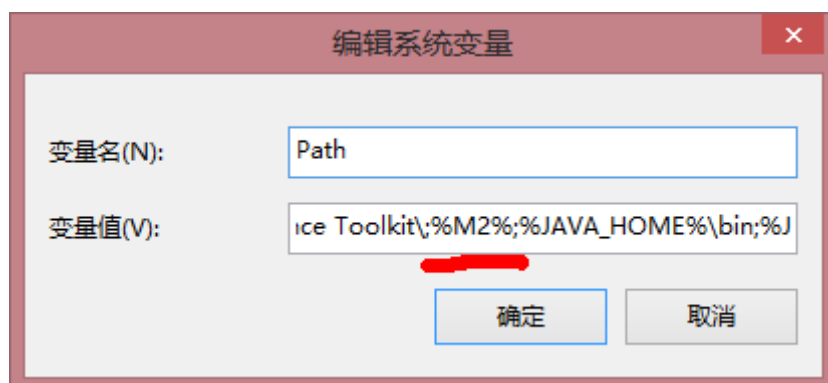 编辑系统变量
变量名(N):
Path
变量值(V):
ice Toolkit\;%M2%;%JAVA_HOME%\bin;%J
确定
取消